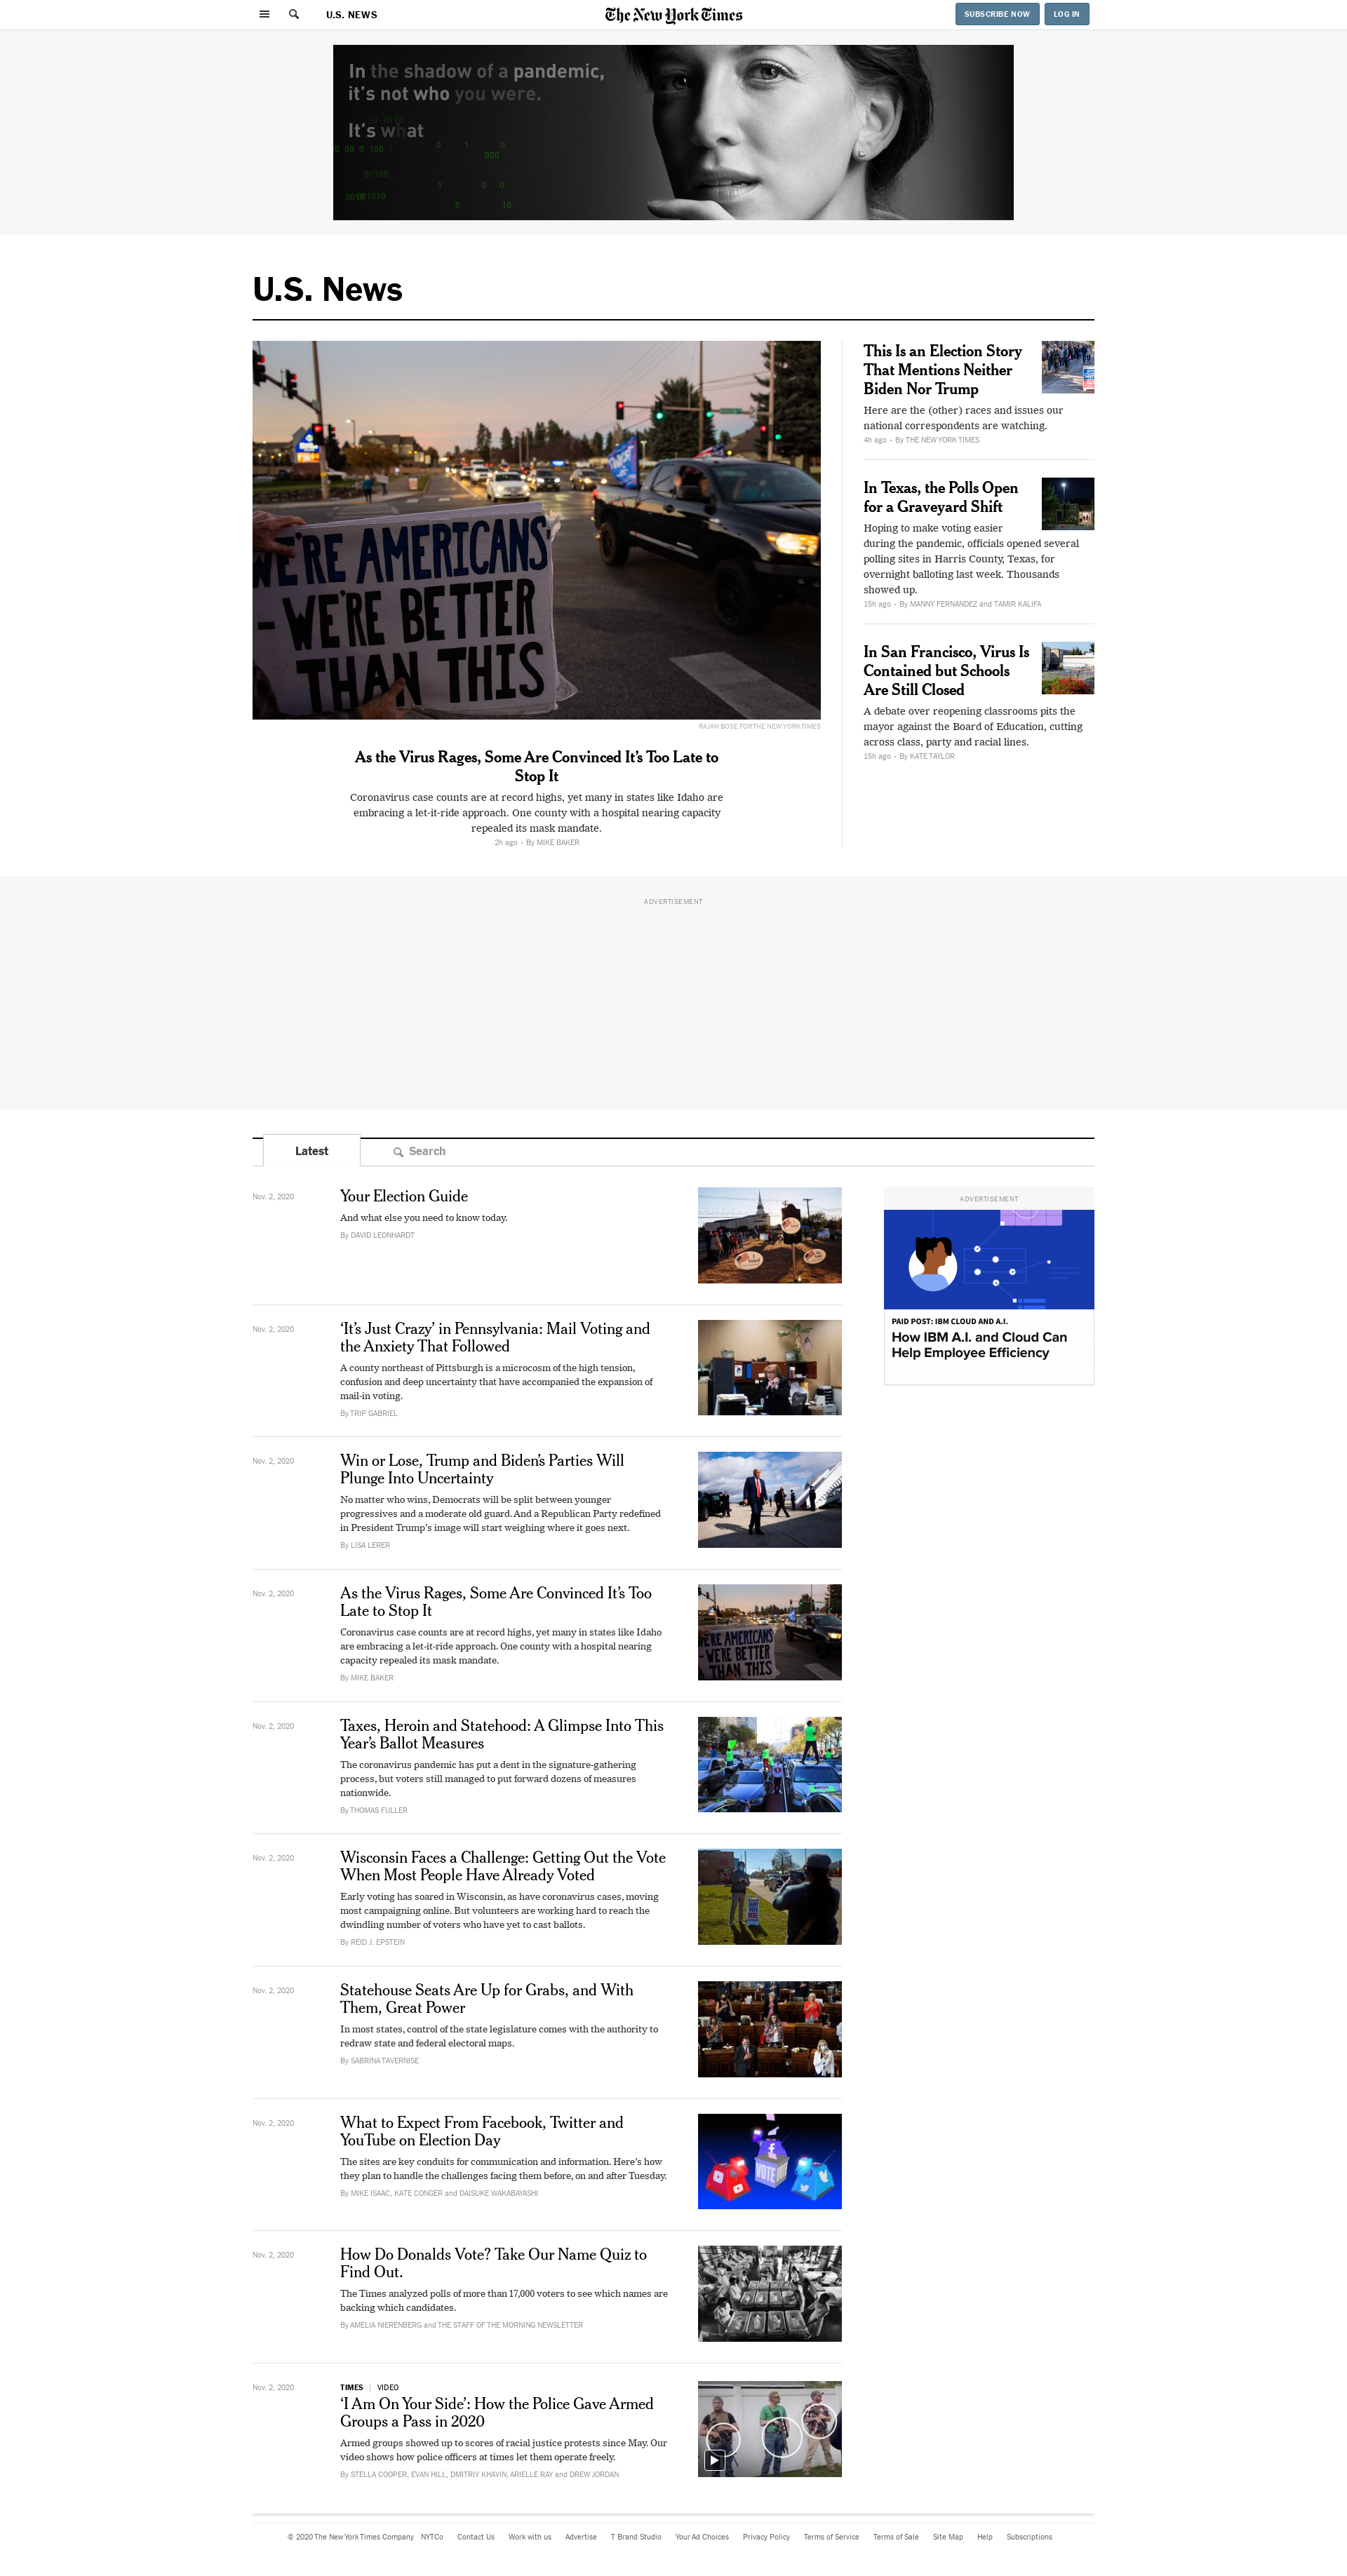 U.S. NEWS
The New York Times
SUBSCRIBE NOW
LOG IN
In the shadow of a pandemic,
it's not who you were.
It's what
U.S. News
WE'RE AMERICANS
-WE'RE BETTER
THAN THIS
RAJAH BOSE FOR THE NEW YORK TIMES
As the Virus Rages, Some Are Convinced It’s Too Late to
Stop It
Coronavirus case counts are at record highs, yet many in states like Idaho are
embracing a let-it-ride approach. One county with a hospital nearing capacity
repealed its mask mandate.
2h ago · By MIKE BAKER
This Is an Election Story
That Mentions Neither
Biden Nor Trump
Here are the (other) races and issues our
national correspondents are watching.
4h ago · By THE NEW YORK TIMES
In Texas, the Polls Open
for a Graveyard Shift
Hoping to make voting easier
during the pandemic, officials opened several
polling sites in Harris County, Texas, for
overnight balloting last week. Thousands
showed up.
15h ago · By MANNY FERNANDEZ and TAMIR KALIFA
In San Francisco, Virus Is
Contained but Schools
Are Still Closed
A debate over reopening classrooms pits the
mayor against the Board of Education, cutting
across class, party and racial lines.
15h ago · By KATE TAYLOR
ADVERTISEMENT
Latest
Search
Nov. 2, 2020
Your Election Guide
And what else you need to know today.
By DAVID LEONHARDT
ADVERTISEMENT
PAID POST: IBM CLOUD AND A.I.
How IBM A.I. and Cloud Can
Help Employee Efficiency
Nov. 2, 2020
‘It’s Just Crazy’ in Pennsylvania: Mail Voting and
the Anxiety That Followed
A county northeast of Pittsburgh is a microcosm of the high tension,
confusion and deep uncertainty that have accompanied the expansion of
mail-in voting.
By TRIP GABRIEL
Nov. 2, 2020
Win or Lose, Trump and Biden’s Parties Will
Plunge Into Uncertainty
No matter who wins, Democrats will be split between younger
progressives and a moderate old guard. And a Republican Party redefined
in President Trump’s image will start weighing where it goes next.
By LISA LERER
Nov. 2, 2020
As the Virus Rages, Some Are Convinced It’s Too
Late to Stop It
Coronavirus case counts are at record highs, yet many in states like Idaho
are embracing a let-it-ride approach. One county with a hospital nearing
capacity repealed its mask mandate.
By MIKE BAKER
WE'RE AMERICANS
-WE'RE BETTER
THAN THIS
Nov. 2, 2020
Taxes, Heroin and Statehood: A Glimpse Into This
Year’s Ballot Measures
The coronavirus pandemic has put a dent in the signature-gathering
process, but voters still managed to put forward dozens of measures
nationwide.
By THOMAS FULLER
Nov. 2, 2020
Wisconsin Faces a Challenge: Getting Out the Vote
When Most People Have Already Voted
Early voting has soared in Wisconsin, as have coronavirus cases, moving
most campaigning online. But volunteers are working hard to reach the
dwindling number of voters who have yet to cast ballots.
By REID J. EPSTEIN
Nov. 2, 2020
Statehouse Seats Are Up for Grabs, and With
Them, Great Power
In most states, control of the state legislature comes with the authority to
redraw state and federal electoral maps.
By SABRINA TAVERNISE
Nov. 2, 2020
What to Expect From Facebook, Twitter and
YouTube on Election Day
The sites are key conduits for communication and information. Here’s how
they plan to handle the challenges facing them before, on and after Tuesday.
By MIKE ISAAC, KATE CONGER and DAISUKE WAKABAYASHI
VOTE
Nov. 2, 2020
How Do Donalds Vote? Take Our Name Quiz to
Find Out.
The Times analyzed polls of more than 17,000 voters to see which names are
backing which candidates.
By AMELIA NIERENBERG and THE STAFF OF THE MORNING NEWSLETTER
Nov. 2, 2020
TIMES | VIDEO
‘I Am On Your Side’: How the Police Gave Armed
Groups a Pass in 2020
Armed groups showed up to scores of racial justice protests since May. Our
video shows how police officers at times let them operate freely.
By STELLA COOPER, EVAN HILL, DMITRIY KHAVIN, ARIELLE RAY and DREW JORDAN
© 2020 The New York Times Company NYTCo Contact Us Work with us Advertise T Brand Studio Your Ad Choices Privacy Policy Terms of Service Terms of Sale Site Map Help Subscriptions